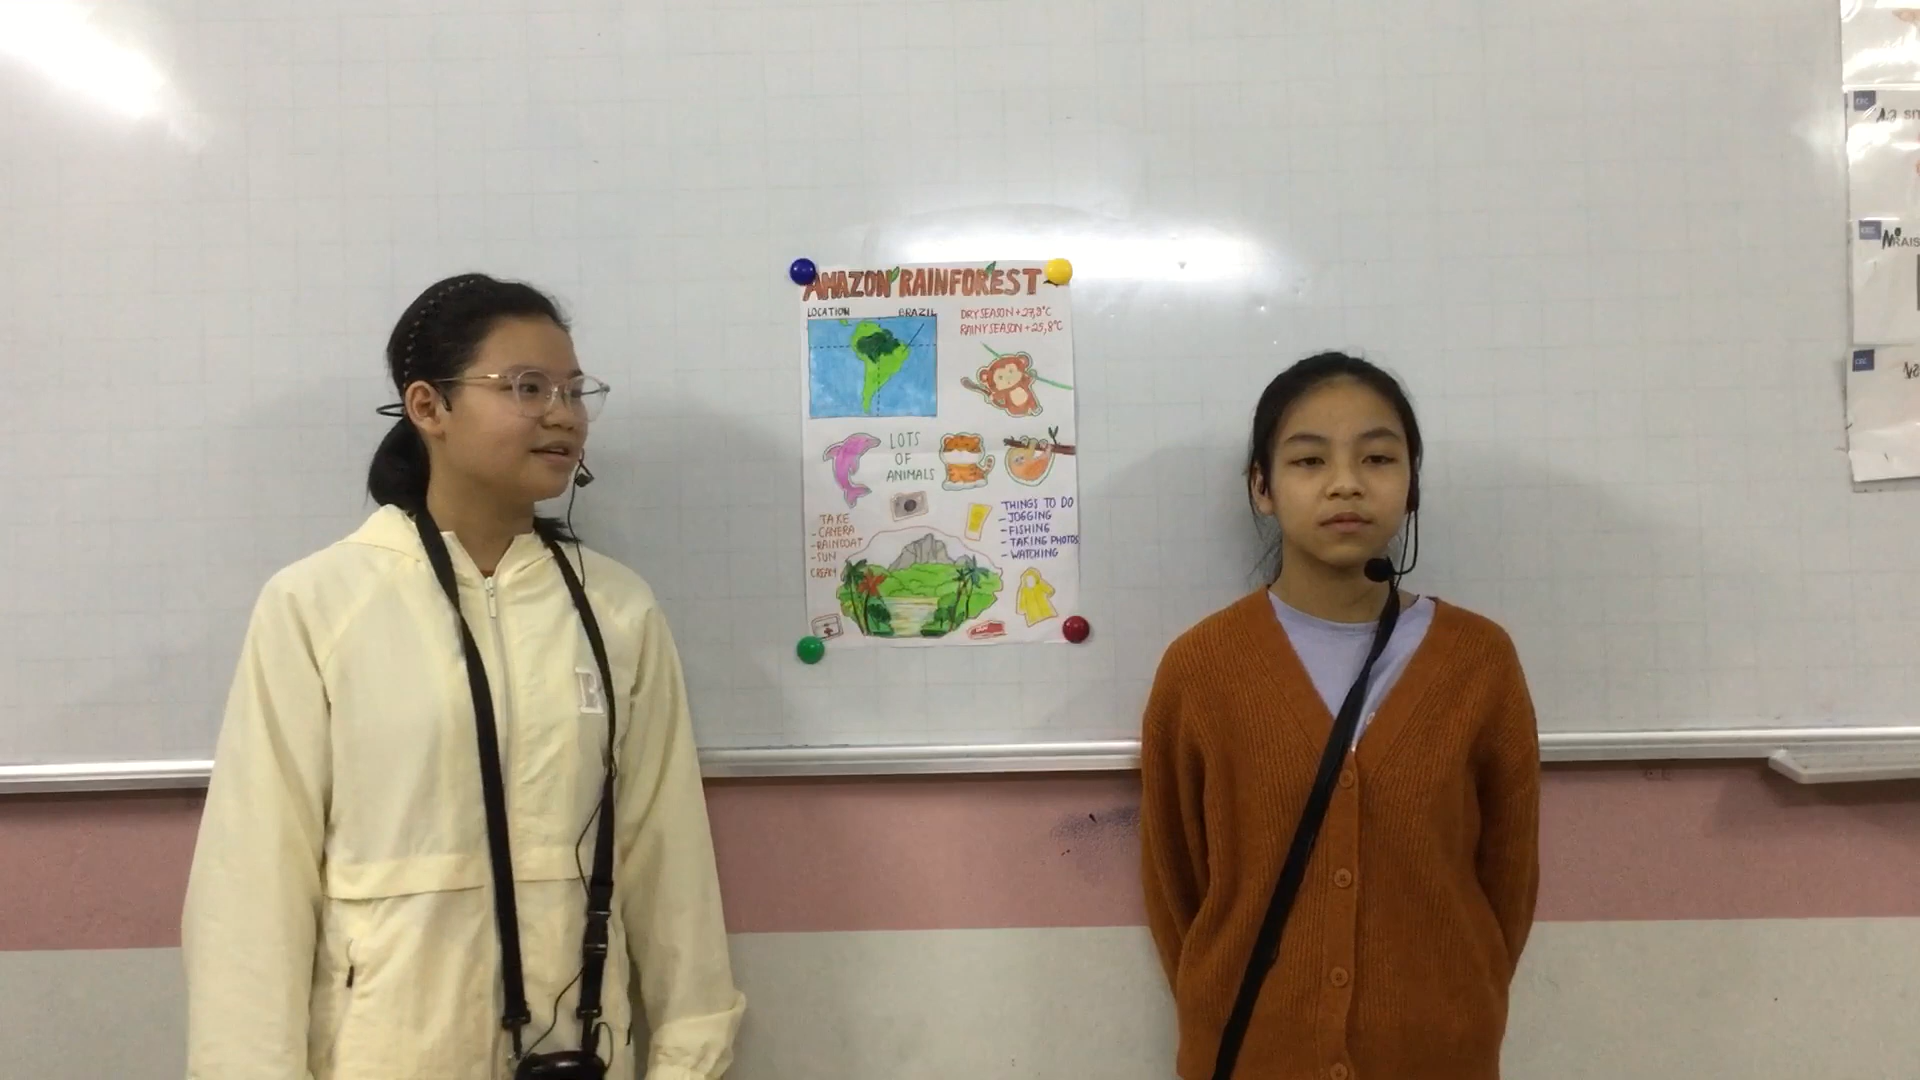 AMAZON RAINFOREST
LOCATION BRAZIL
DRY SEASON +27,9°C
RAINY SEASON +25,8°C
LOTS
OF
ANIMALS
TAKE
- CAMERA
- RAINCOAT
- SUN
CREAM
THINGS TO DO
- JOGGING
- FISHING
- TAKING PHOTOS
- WATCHING